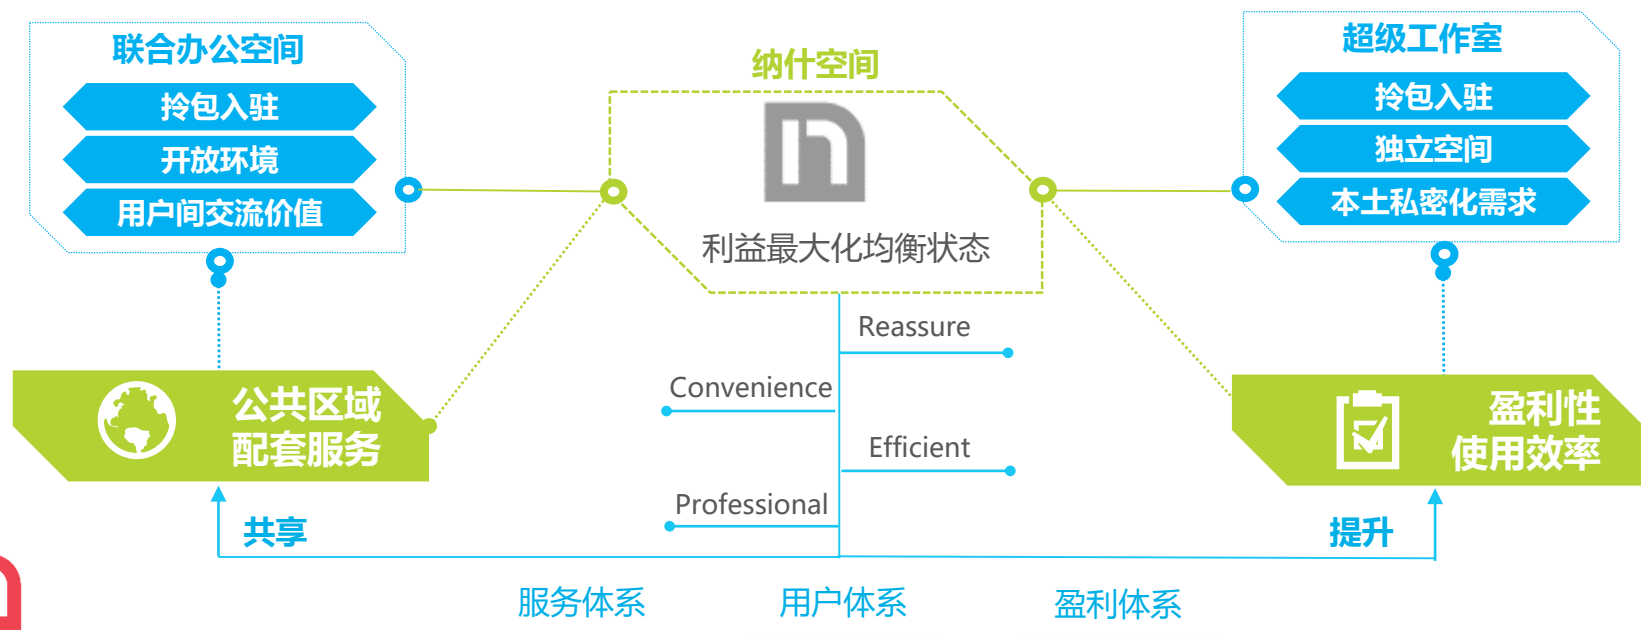 联合办公空间
拎包入驻
开放环境
用户间交流价值
纳什空间
利益最大化均衡状态
超级工作室
拎包入驻
独立空间
本土私密化需求
Reassure
Convenience
Efficient
Professional
公共区域
配套服务
盈利性
使用效率
共享
提升
服务体系
用户体系
盈利体系